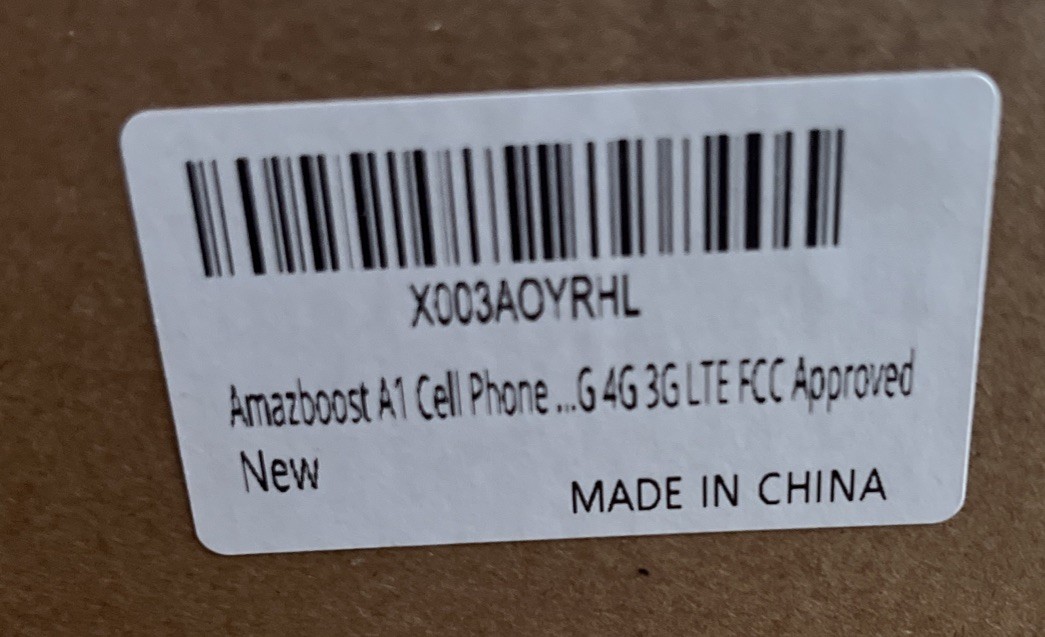 X003AOYRHL
Amazboost A1 Cell Phone ...G 4G 3G LTE FCC Approved
New
MADE IN CHINA